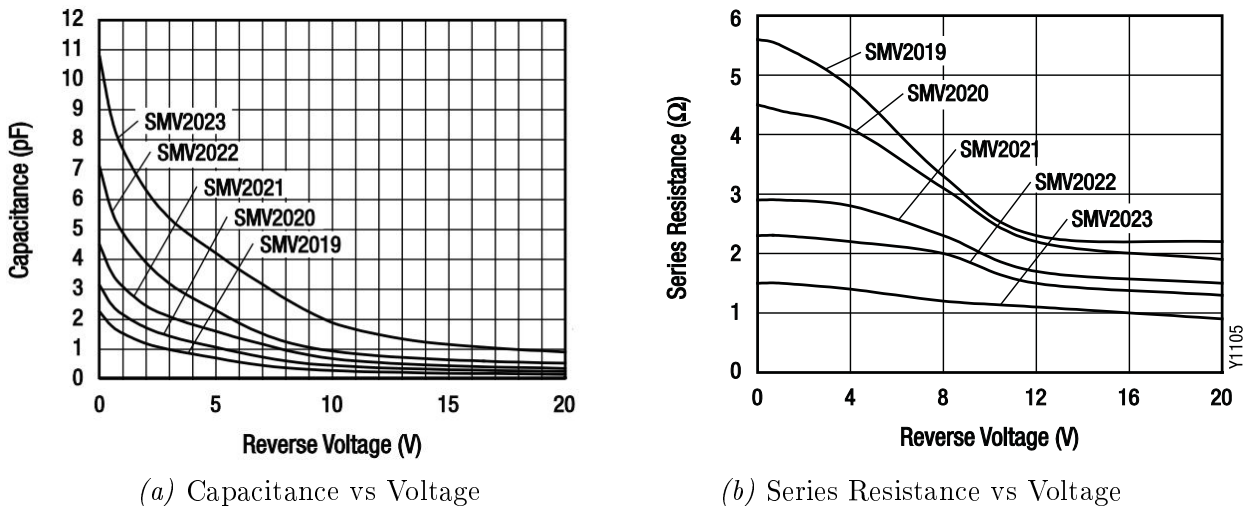 12
11
10
9
8
7
6
5
4
3
2
1
0
Capacitance (pF)
SMV2023
SMV2022
SMV2021
SMV2020
SMV2019
0 5 10 15 20
Reverse Voltage (V)
(a) Capacitance vs Voltage
6
5
4
3
2
1
0
Series Resistance (Ω)
SMV2019
SMV2020
SMV2021
SMV2022
SMV2023
Y1105
0 4 8 12 16 20
Reverse Voltage (V)
(b) Series Resistance vs Voltage